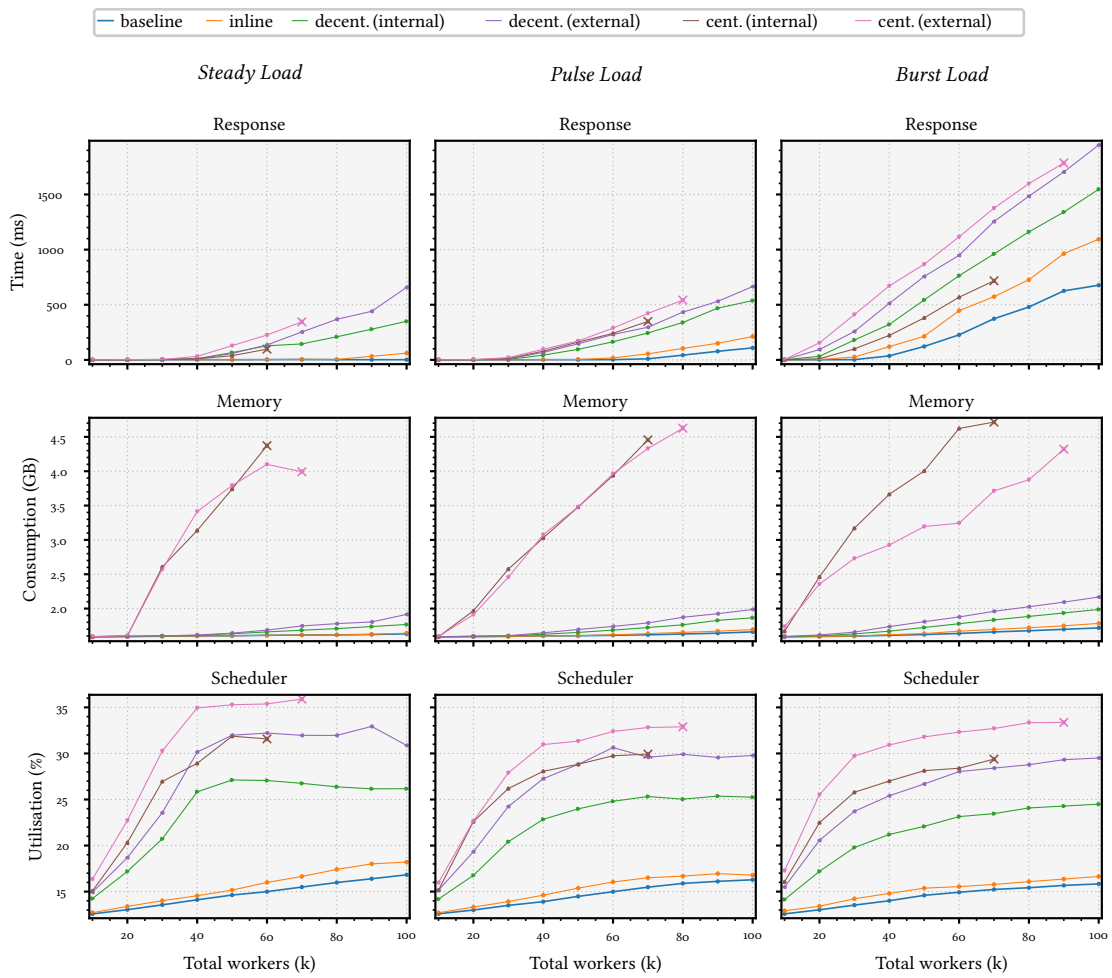 baseline inline decent. (internal) decent. (external) cent. (internal) cent. (external)
Steady Load Pulse Load Burst Load
Response Response Response
Time (ms)
1500
1000
500
0
Memory Memory Memory
Consumption (GB)
4.5
4.0
3.5
3.0
2.5
2.0
Scheduler Scheduler Scheduler
Utilisation (%)
35
30
25
20
15
20 40 60 80 100 20 40 60 80 100 20 40 60 80 100
Total workers (k) Total workers (k) Total workers (k)